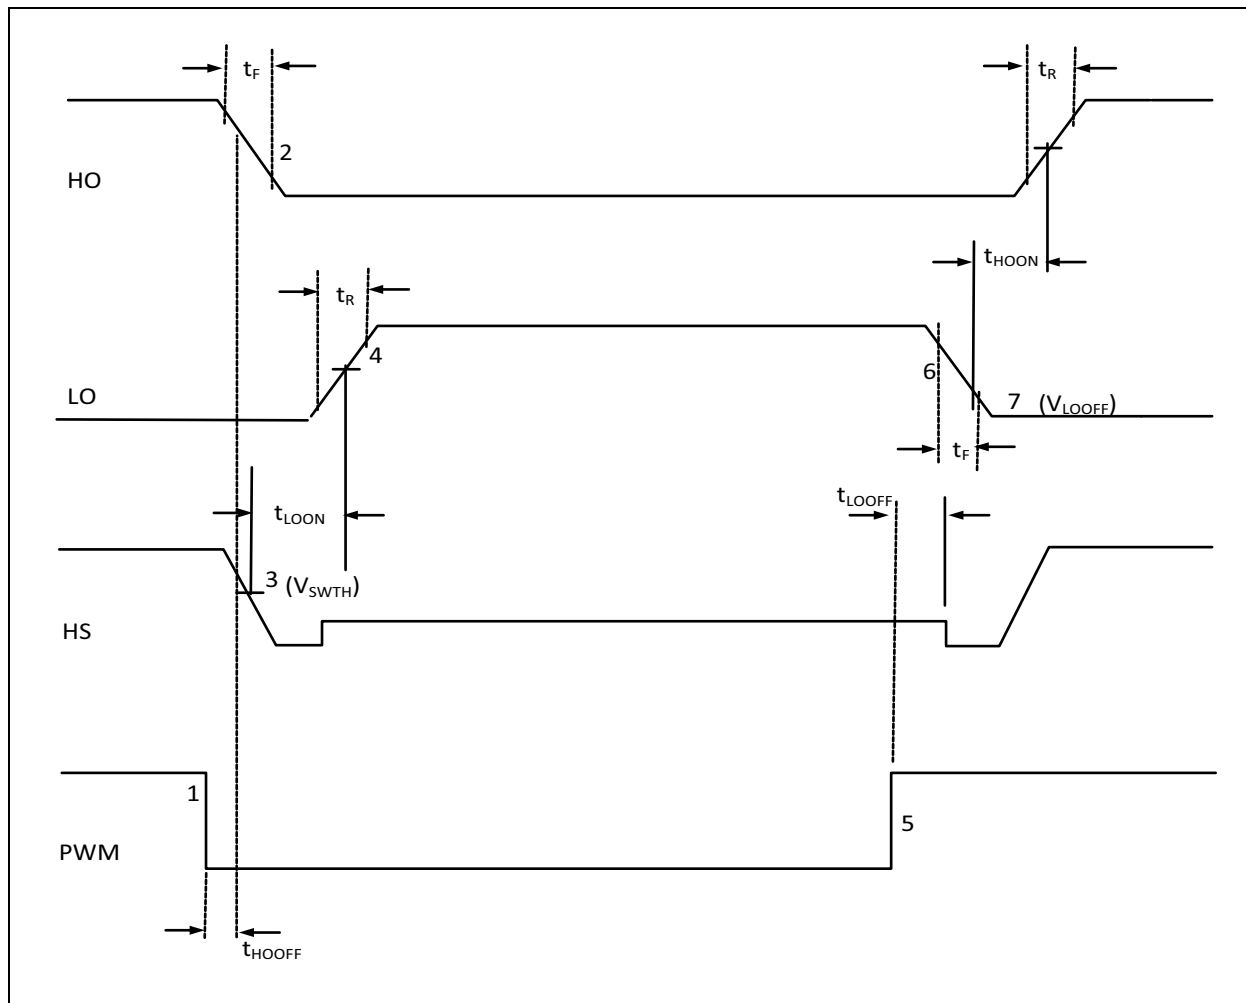 tF
tR
2
HO
tHOON
tR
4
6
LO
7 (VLOOFF)
tF
tLOOFF
tLOON
3 (VSWTH)
HS
1
5
PWM
tHOOFF